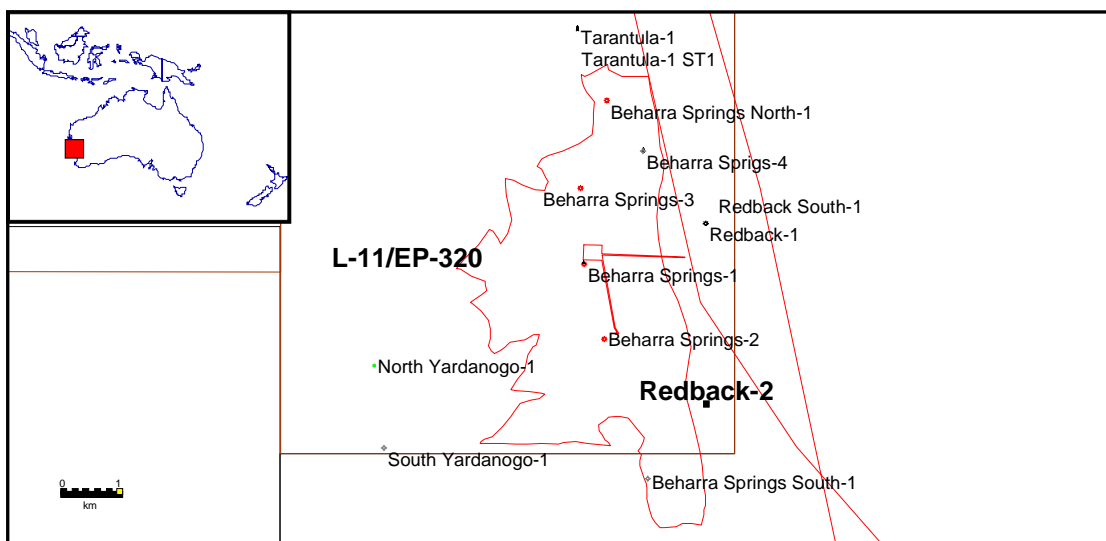 Tarantula-1
Tarantula-1 ST1
Beharra Springs North-1
Beharra Sprigs-4
Beharra Springs-3
Redback South-1
Redback-1
L-11/EP-320
Beharra Springs-1
Beharra Springs-2
North Yardanogo-1
Redback-2
South Yardanogo-1
Beharra Springs South-1
0 1
km